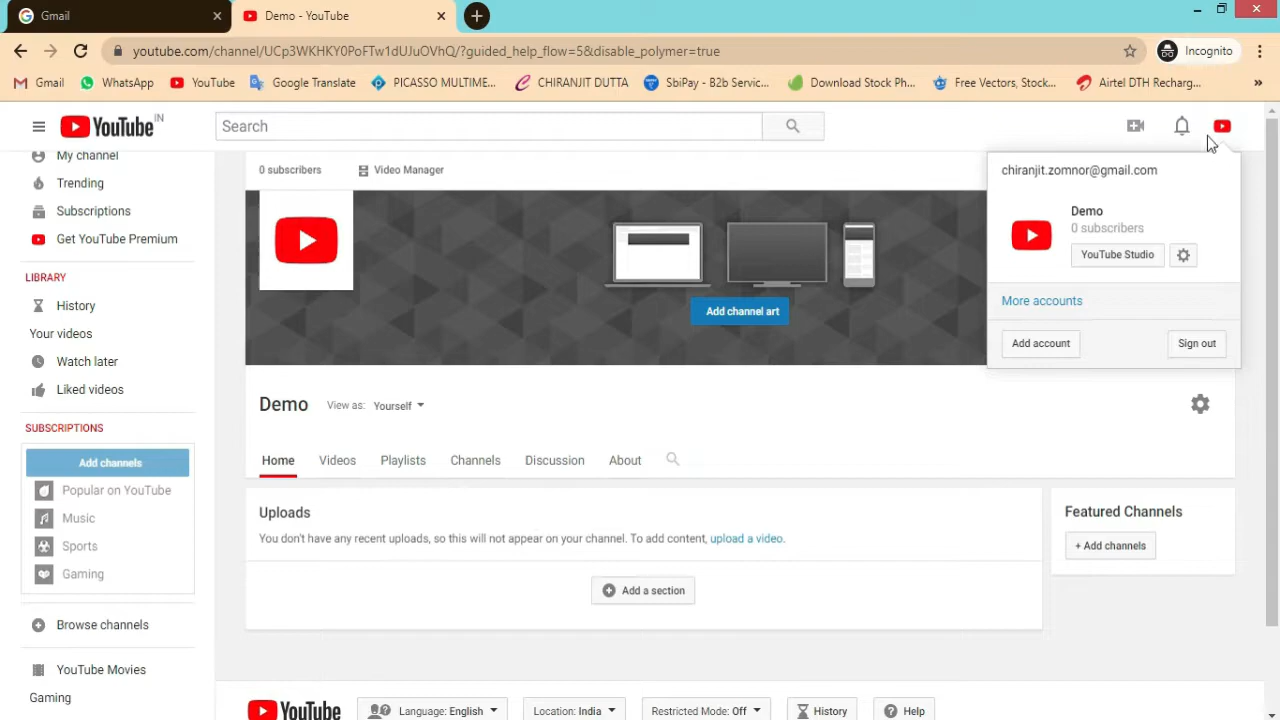 Gmail
Demo - YouTube
youtube.com/channel/UCp3WKHKY0PoFTw1dUJuOVhQ/?guided_help_flow=5&disable_polymer=true
Incognito
Gmail
WhatsApp
YouTube
Google Translate
PICASSO MULTIME...
CHIRANJIT DUTTA
SbiPay - B2b Servic...
Download Stock Ph...
Free Vectors, Stock...
Airtel DTH Recharg...
»
YouTube IN
Search
My channel
Trending
Subscriptions
Get YouTube Premium
LIBRARY
History
Your videos
Watch later
Liked videos
SUBSCRIPTIONS
Add channels
Popular on YouTube
Music
Sports
Gaming
Browse channels
YouTube Movies
Gaming
0 subscribers
Video Manager
Add channel art
chiranjit.zomnor@gmail.com
Demo
0 subscribers
YouTube Studio
More accounts
Add account
Sign out
Demo
View as: Yourself
Home
Videos
Playlists
Channels
Discussion
About
Uploads
You don't have any recent uploads, so this will not appear on your channel. To add content, upload a video.
Add a section
Featured Channels
+ Add channels
YouTube
Language: English
Location: India
Restricted Mode: Off
History
Help